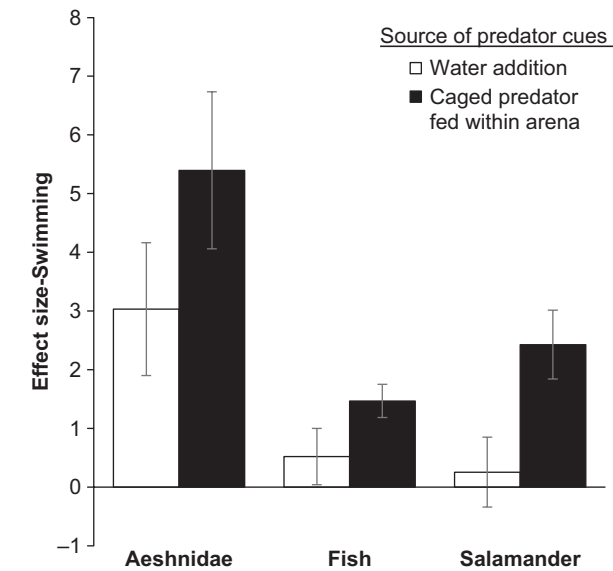 Source of predator cues
Water addition
Caged predator
fed within arena
8
7
6
5
4
3
2
1
0
–1
Effect size-Swimming
Aeshnidae Fish Salamander